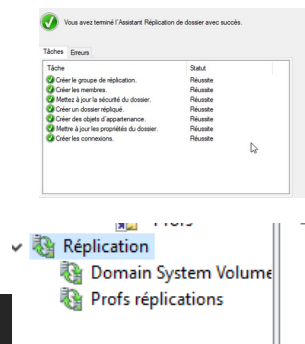 Vous avez terminé l'Assistant Réplication de dossier avec succès.
Tâches Erreurs
Tâche Statut
Créer le groupe de réplication. Réussite
Créer les membres. Réussite
Mettez à jour la sécurité du dossier. Réussite
Créer un dossier répliqué. Réussite
Créer des objets d'appartenance. Réussite
Mettre à jour les propriétés du dossier. Réussite
Créer les connexions. Réussite
Réplication
Domain System Volume
Profs réplications